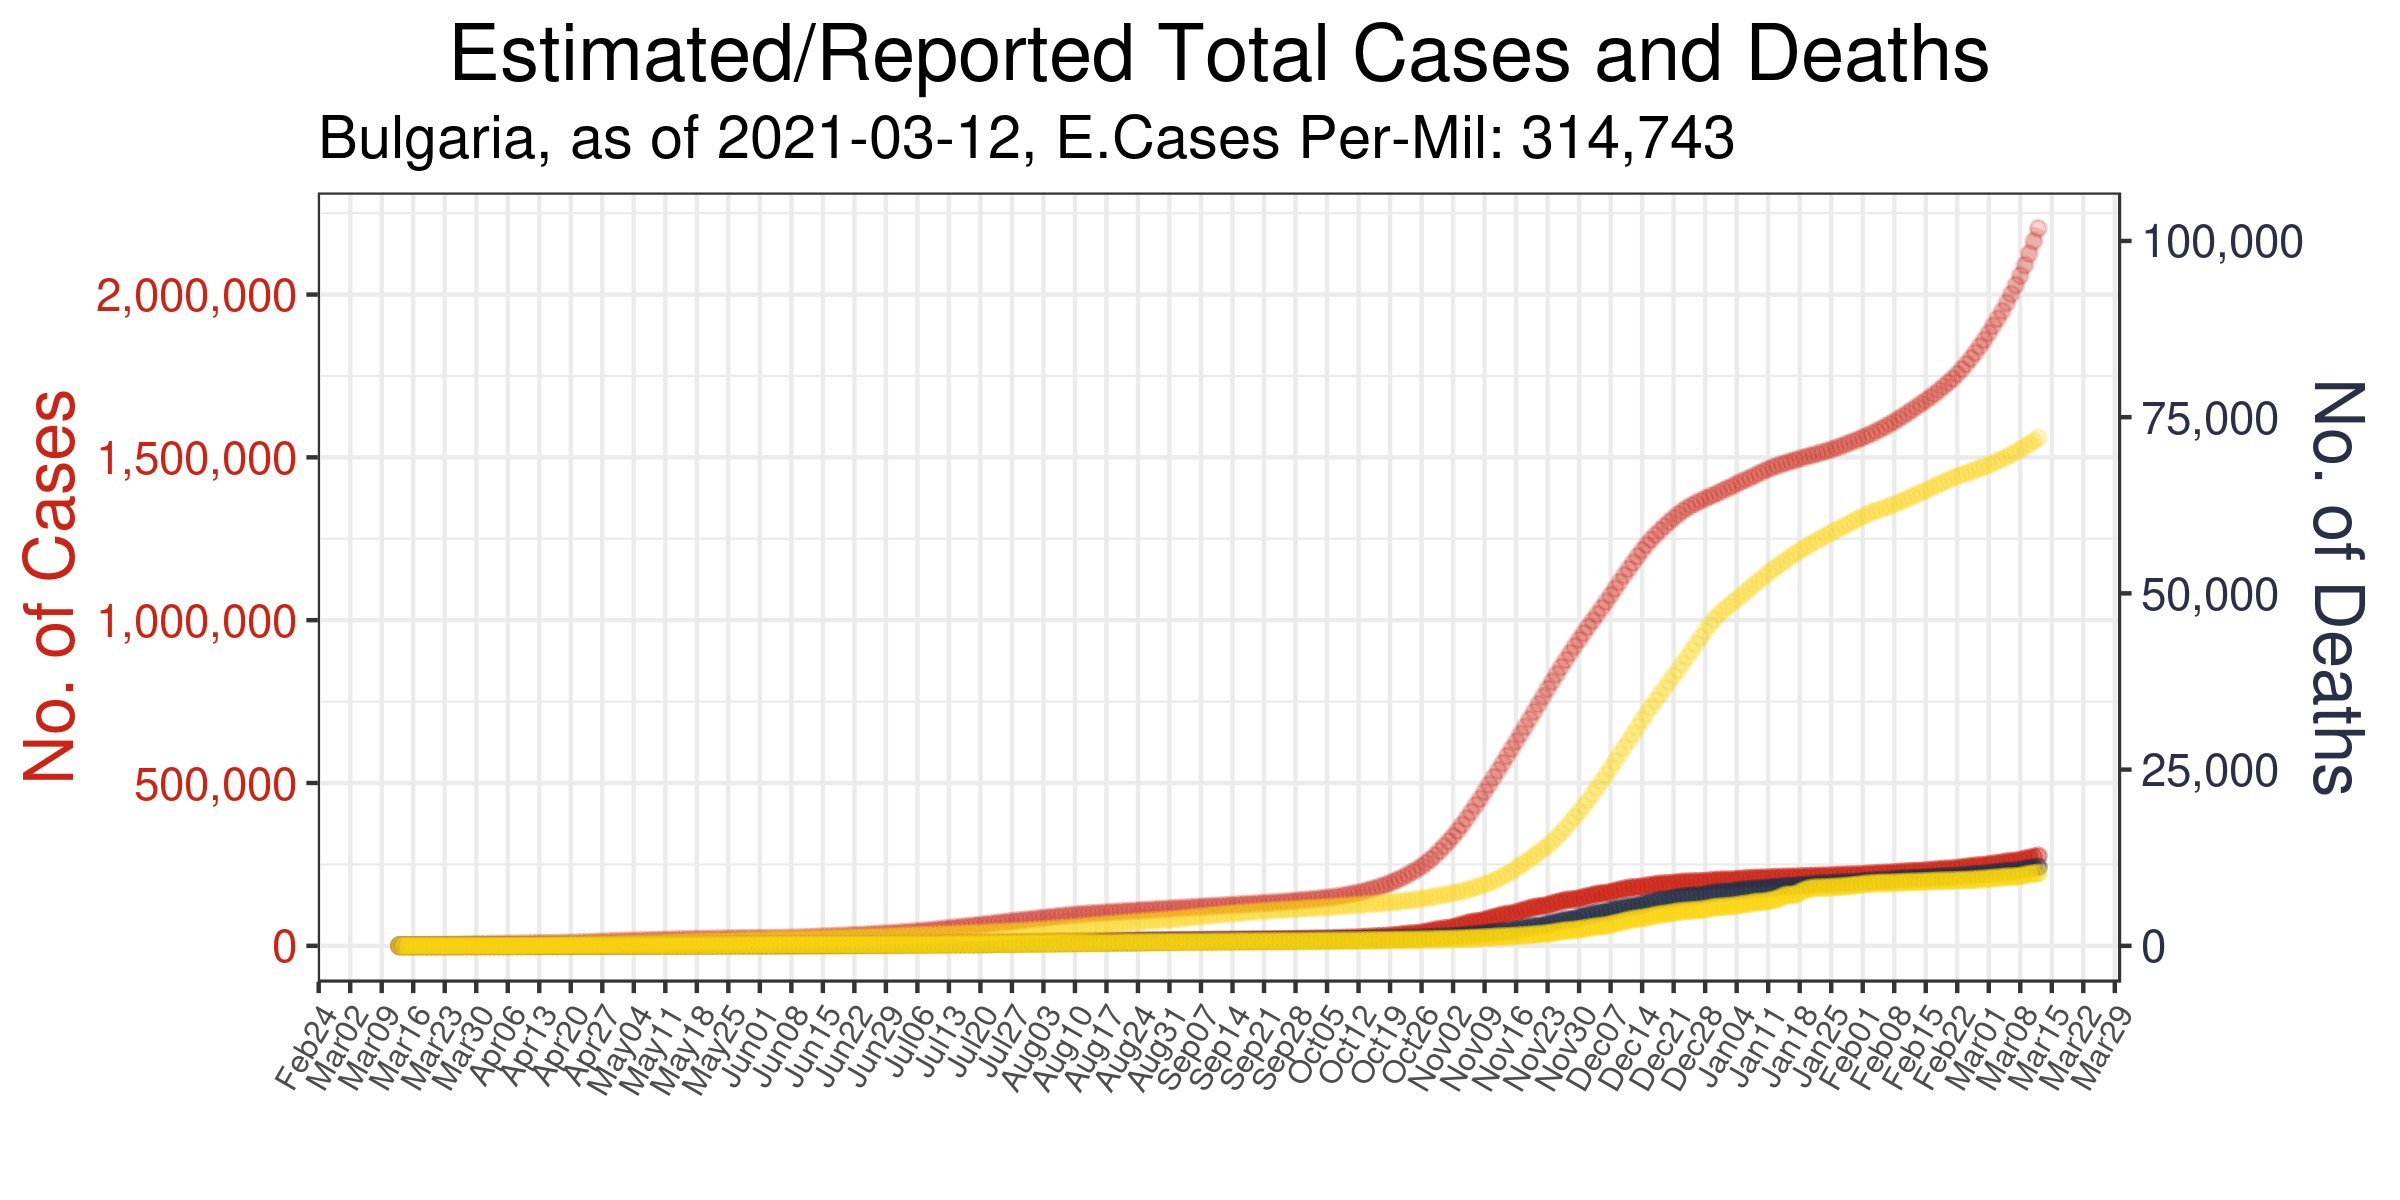 Estimated/Reported Total Cases and Deaths
Bulgaria, as of 2021-03-12, E.Cases Per-Mil: 314,743
No. of Cases
2,000,000
1,500,000
1,000,000
500,000
0
100,000
75,000
50,000
25,000
0
No. of Deaths
Feb24
Mar02
Mar09
Mar16
Mar23
Mar30
Apr06
Apr13
Apr20
Apr27
May04
May11
May18
May25
Jun01
Jun08
Jun15
Jun22
Jun29
Jul06
Jul13
Jul20
Jul27
Aug03
Aug10
Aug17
Aug24
Aug31
Sep07
Sep14
Sep21
Sep28
Oct05
Oct12
Oct19
Oct26
Nov02
Nov09
Nov16
Nov23
Nov30
Dec07
Dec14
Dec21
Dec28
Jan04
Jan11
Jan18
Jan25
Feb01
Feb08
Feb15
Feb22
Mar01
Mar08
Mar15
Mar22
Mar29